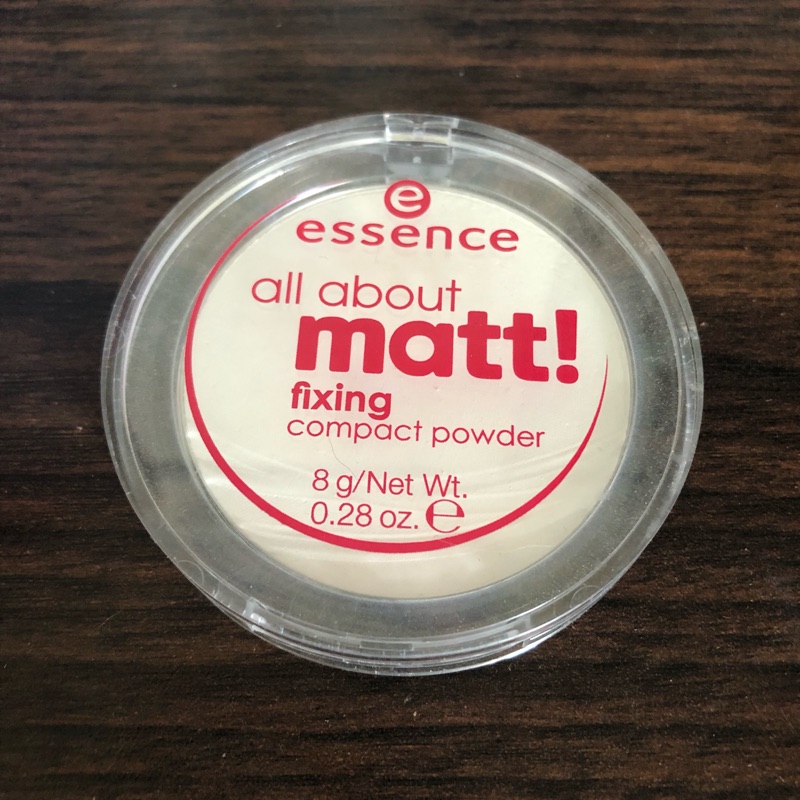 e
essence
all about
matt!
fixing
compact powder
8 g/Net Wt.
0.28 oz. ℮